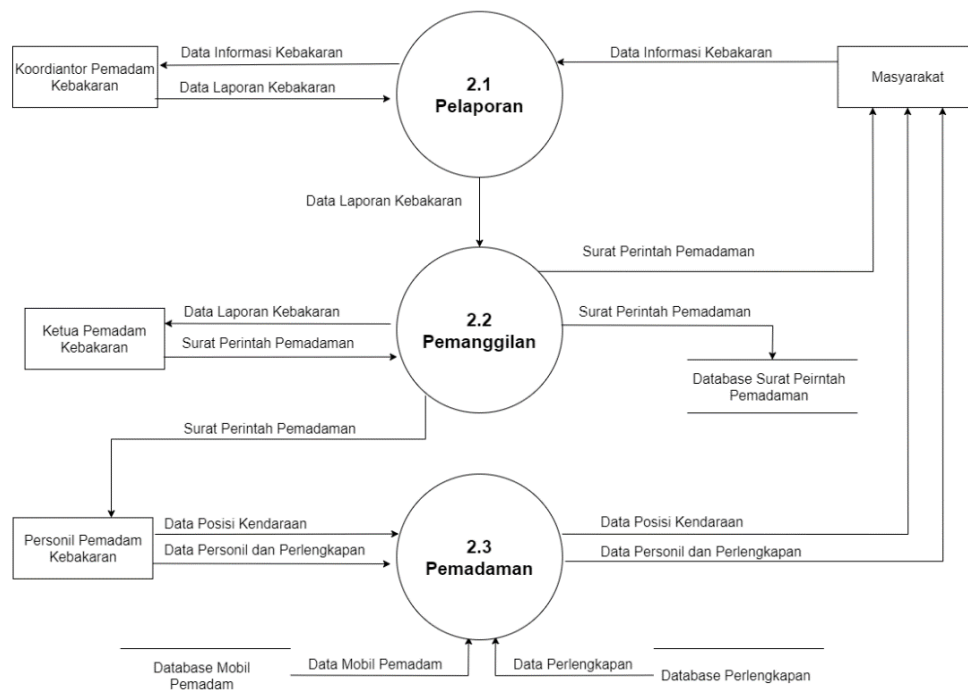 Data Informasi Kebakaran
Data Informasi Kebakaran
Koordiantor Pemadam
Kebakaran
2.1
Pelaporan
Masyarakat
Data Laporan Kebakaran
Data Laporan Kebakaran
Surat Perintah Pemadaman
Data Laporan Kebakaran
Surat Perintah Pemadaman
Ketua Pemadam
Kebakaran
2.2
Pemanggilan
Surat Perintah Pemadaman
Database Surat Peirntah
Pemadaman
Surat Perintah Pemadaman
Data Posisi Kendaraan
Data Posisi Kendaraan
Personil Pemadam
Kebakaran
2.3
Pemadaman
Data Personil dan Perlengkapan
Data Personil dan Perlengkapan
Database Mobil
Pemadam
Data Mobil Pemadam
Data Perlengkapan
Database Perlengkapan